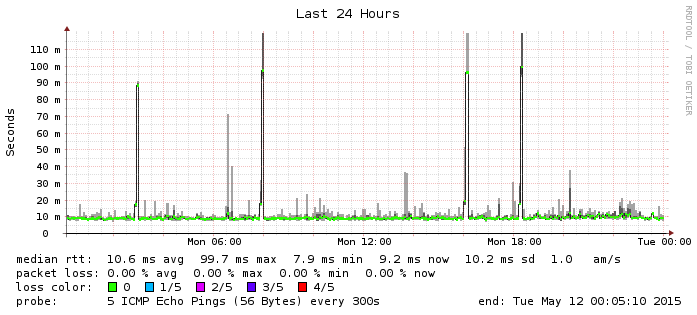 Last 24 Hours
RRDTOOL / TOBI OETIKER
Seconds
110 m
100 m
90 m
80 m
70 m
60 m
50 m
40 m
30 m
20 m
10 m
0
Mon 06:00 Mon 12:00 Mon 18:00 Tue 00:00
median rtt: 10.6 ms avg 99.7 ms max 7.9 ms min 9.2 ms now 10.2 ms sd 1.0 am/s
packet loss: 0.00 % avg 0.00 % max 0.00 % min 0.00 % now
loss color: 0 1/5 2/5 3/5 4/5
probe: 5 ICMP Echo Pings (56 Bytes) every 300s end: Tue May 12 00:05:10 2015